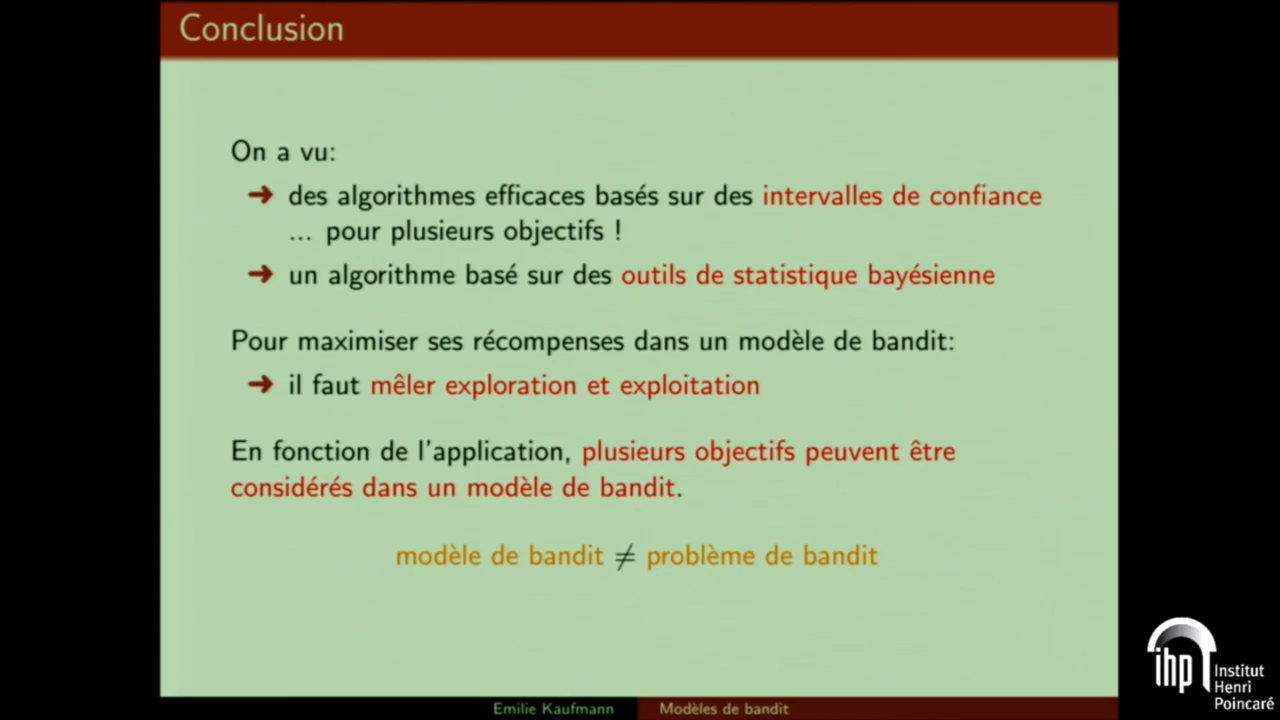 Conclusion
On a vu:
➜ des algorithmes efficaces basés sur des intervalles de confiance
... pour plusieurs objectifs !
➜ un algorithme basé sur des outils de statistique bayésienne
Pour maximiser ses récompenses dans un modèle de bandit:
➜ il faut mêler exploration et exploitation
En fonction de l'application, plusieurs objectifs peuvent être
considérés dans un modèle de bandit.
modèle de bandit ≠ problème de bandit
Emilie Kaufmann
Modèles de bandit
ihp
Institut
Henri
Poincaré